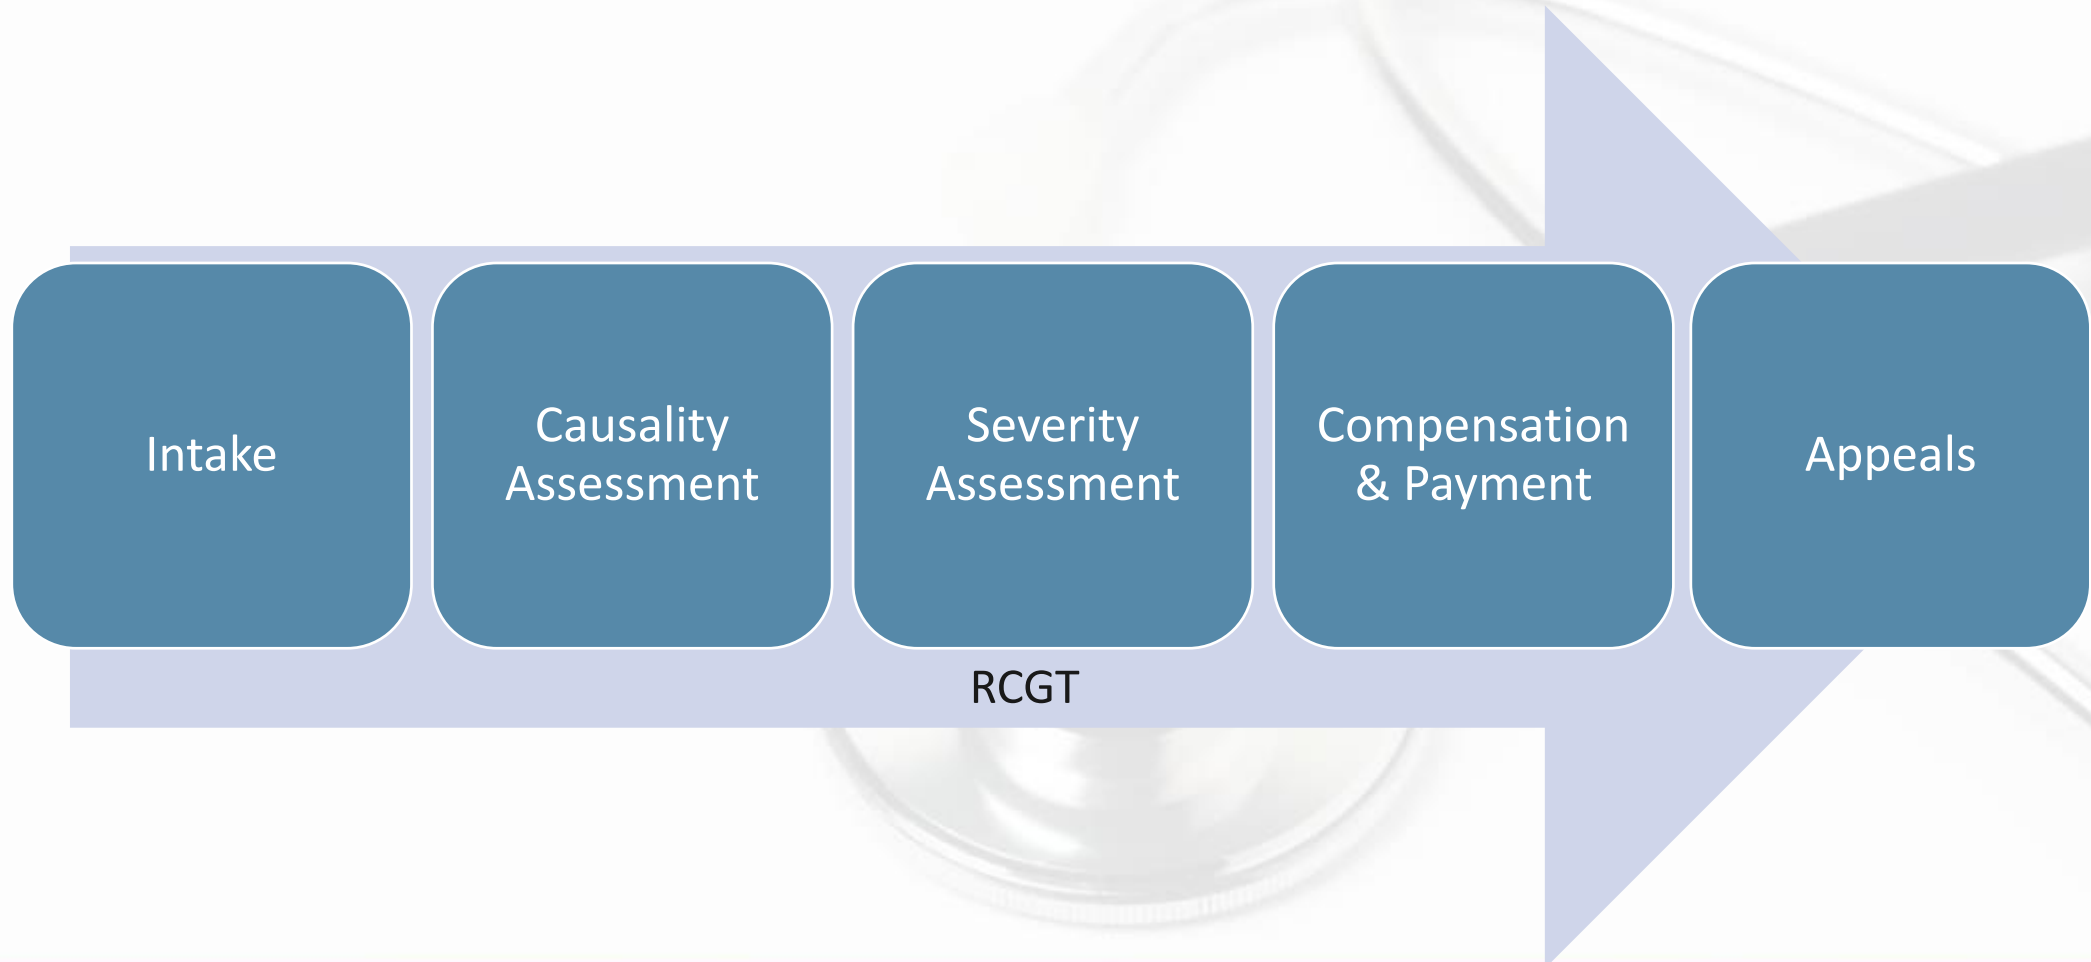 Intake
Causality
Assessment
Severity
Assessment
Compensation
& Payment
Appeals
RCGT